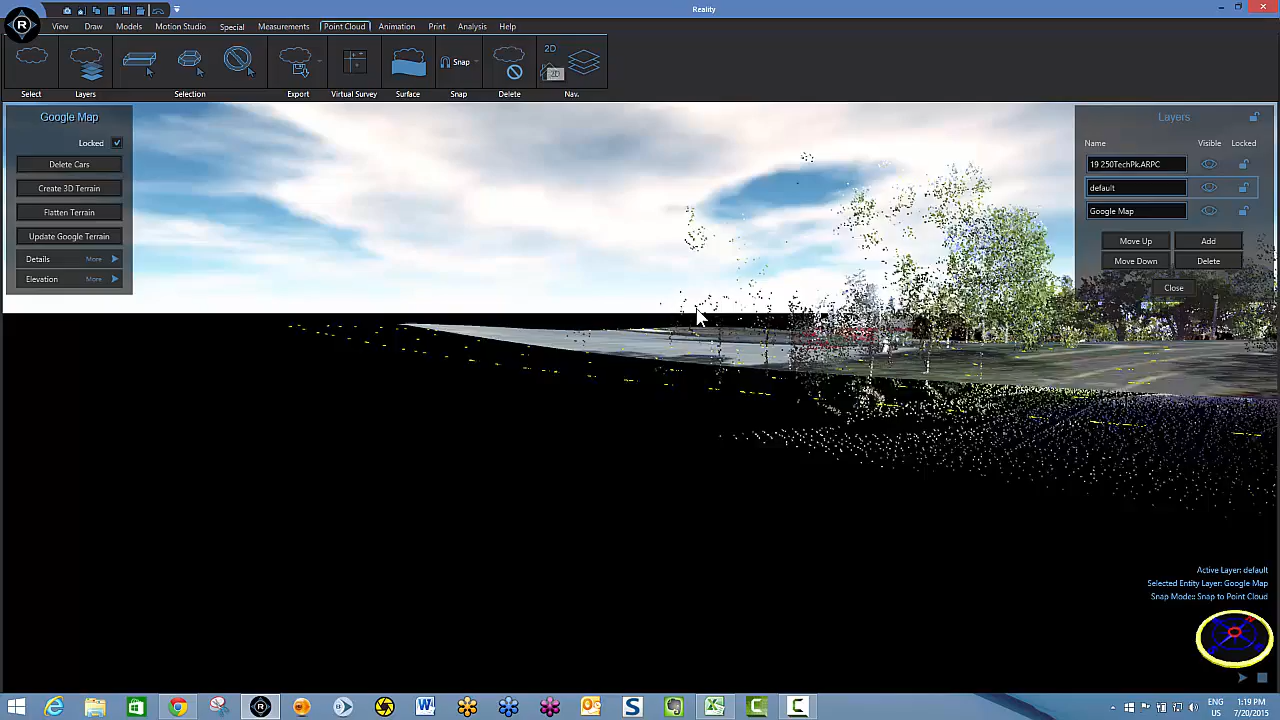 Reality
R
View Draw Models Motion Studio Special Measurements Point Cloud Animation Print Analysis Help
Snap
2D
2D
Select Layers Selection Export Virtual Survey Surface Snap Delete Nav.
Google Map
Locked
Delete Cars
Create 3D Terrain
Flatten Terrain
Update Google Terrain
Details More
Elevation More
Layers
Name Visible Locked
19 250TechPk.ARPC
default
Google Map
Move Up Add
Move Down Delete
Close
Active Layer: default
Selected Entity Layer: Google Map
Snap Mode:: Snap to Point Cloud
ENG 1:19 PM
US 7/20/2015